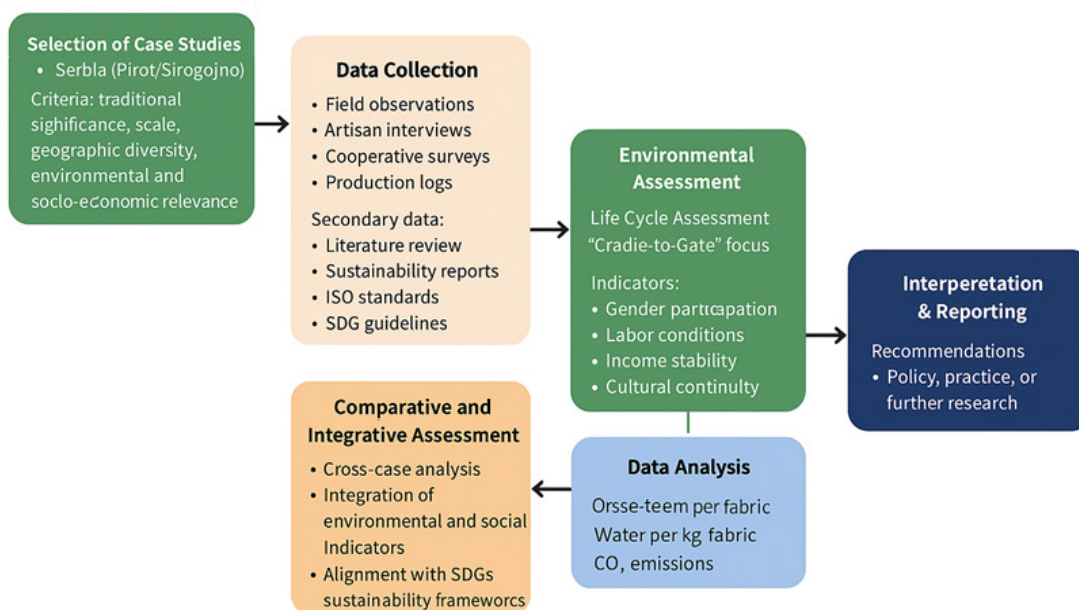 Selection of Case Studies
• Serbla (Pirot/Sirogojno)
Criteria: traditional
sighificance, scale,
geographic diversity,
environmental and
soclo-economic relevance
Data Collection
• Field observations
• Artisan interviews
• Cooperative surveys
• Production logs
Secondary data:
• Literature review
• Sustainability reports
• ISO standards
• SDG guidelines
Environmental
Assessment
Life Cycle Assessment
“Cradie-to-Gate” focus
Indicators:
• Gender partıcapation
• Labor conditions
• Income stability
• Cultural continulty
Interperetation
& Reporting
Recommendations
• Policy, practice, or
further research
Comparative and
Integrative Assessment
• Cross-case analysis
• Integration of
environmental and social
Indicators
• Alignment with SDGs
sustainability frameworcs
Data Analysis
Orsse-teem per fabric
Water per kg fabric
CO, emissions